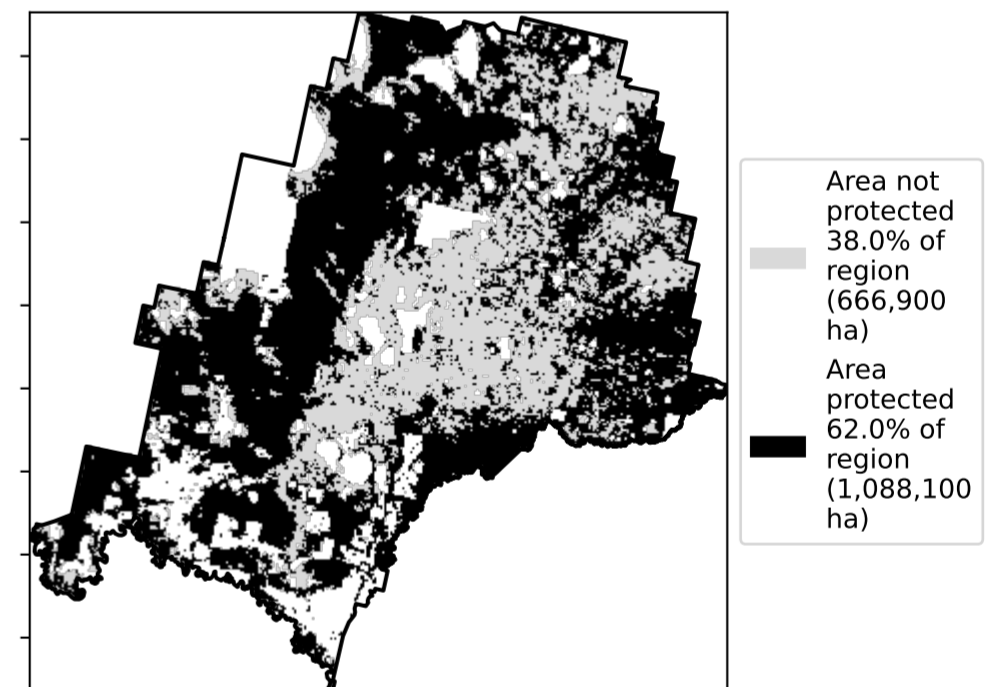 Area not
protected
38.0% of
region
(666,900
ha)
Area
protected
62.0% of
region
(1,088,100
ha)